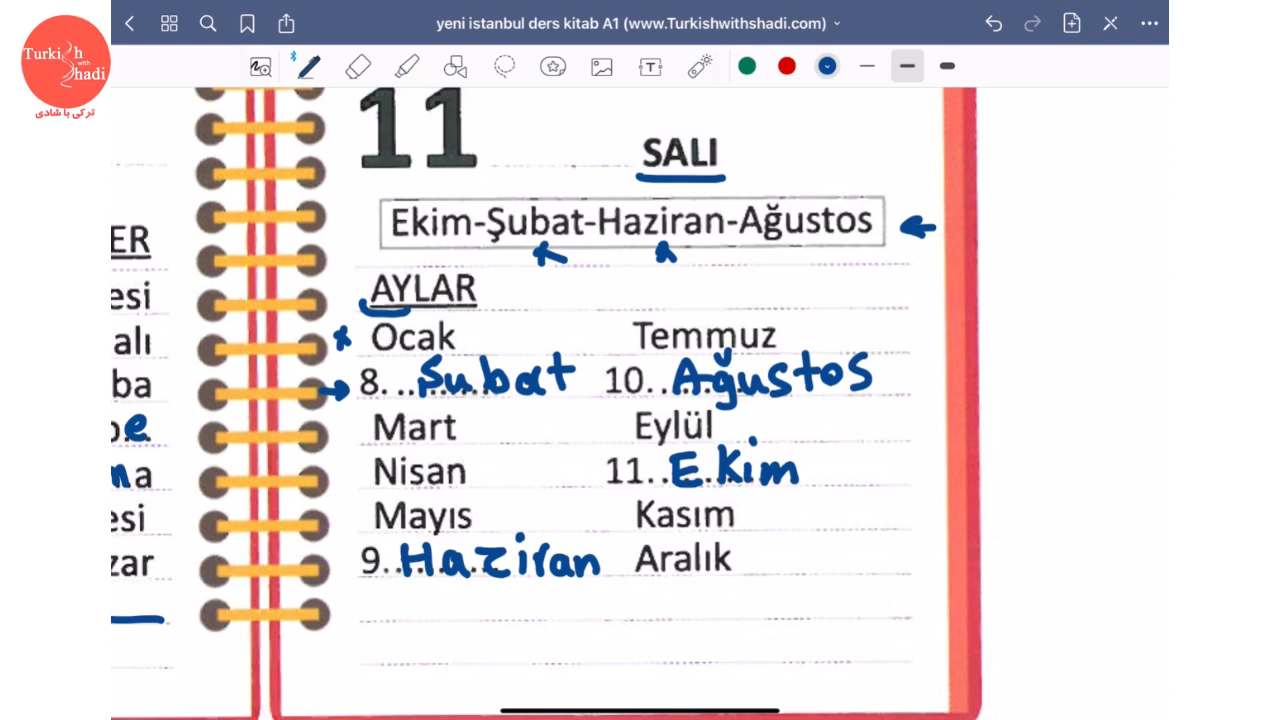 yeni istanbul ders kitab A1 (www.Turkishwithshadi.com)
Turkish
with
Shadi
ترکی با شادی
11
SALI
Ekim-Şubat-Haziran-Ağustos
AYLAR
Ocak
8. Şubat
Mart
Nisan
Mayıs
9. Haziran
Temmuz
10. Ağustos
Eylül
11. Ekim
Kasım
Aralık
ER
esi
alı
ba
e
ma
esi
zar